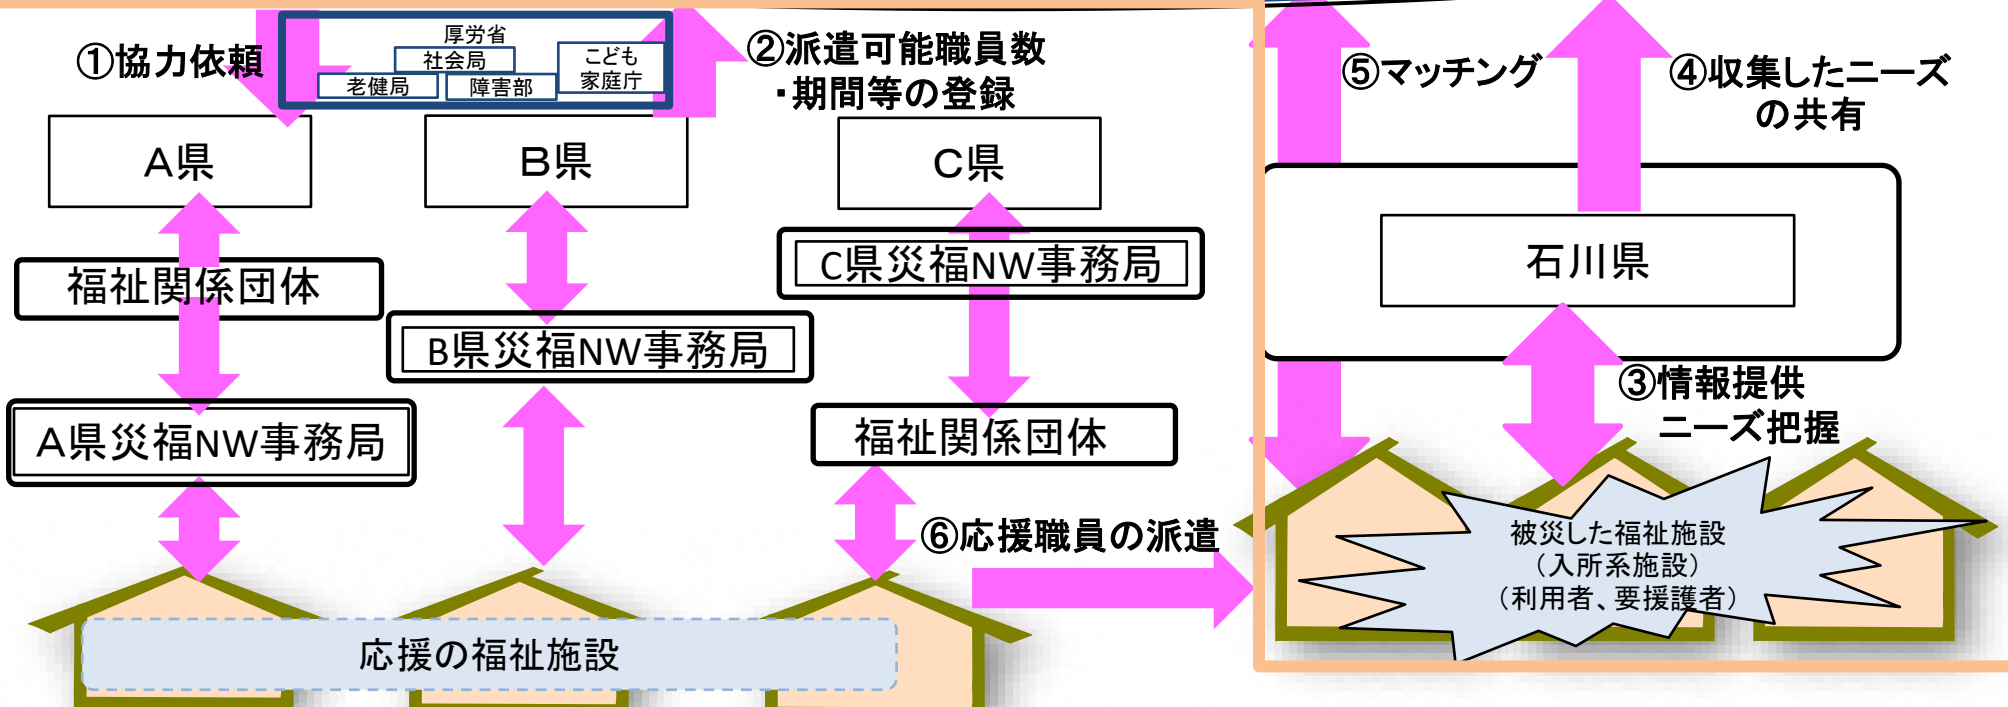 ①協力依頼
厚労省
社会局
老健局
障害部
こども
家庭庁
②派遣可能職員数
・期間等の登録
⑤マッチング
④収集したニーズ
の共有
A県
B県
C県
福祉関係団体
C県災福NW事務局
石川県
B県災福NW事務局
③情報提供
ニーズ把握
A県災福NW事務局
福祉関係団体
⑥応援職員の派遣
被災した福祉施設
(入所系施設)
(利用者、要援護者)
応援の福祉施設